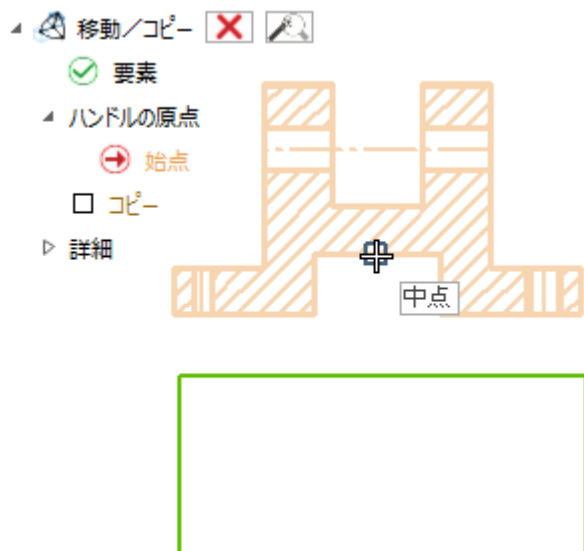 移動／コピー
要素
ハンドルの原点
始点
コピー
詳細
中点